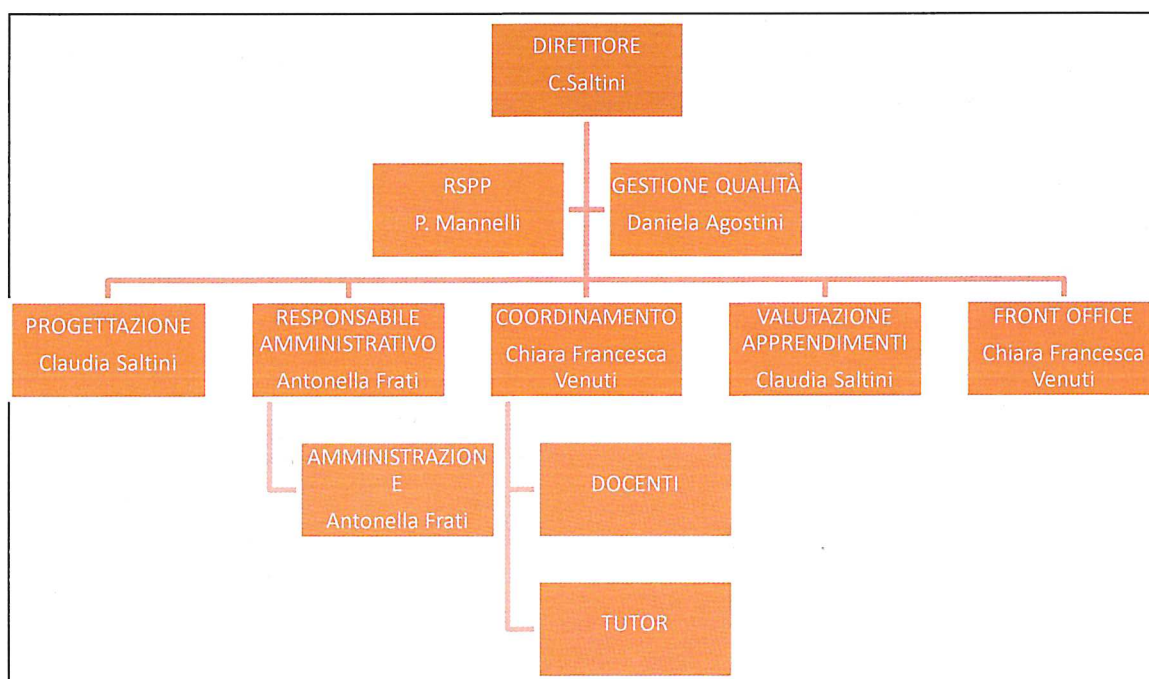 DIRETTORE
C.Saltini
RSPP
P. Mannelli
GESTIONE QUALITÀ
Daniela Agostini
PROGETTAZIONE
Claudia Saltini
RESPONSABILE
AMMINISTRATIVO
Antonella Frati
COORDINAMENTO
Chiara Francesca
Venuti
VALUTAZIONE
APPRENDIMENTI
Claudia Saltini
FRONT OFFICE
Chiara Francesca
Venuti
AMMINISTRAZION
E
Antonella Frati
DOCENTI
TUTOR